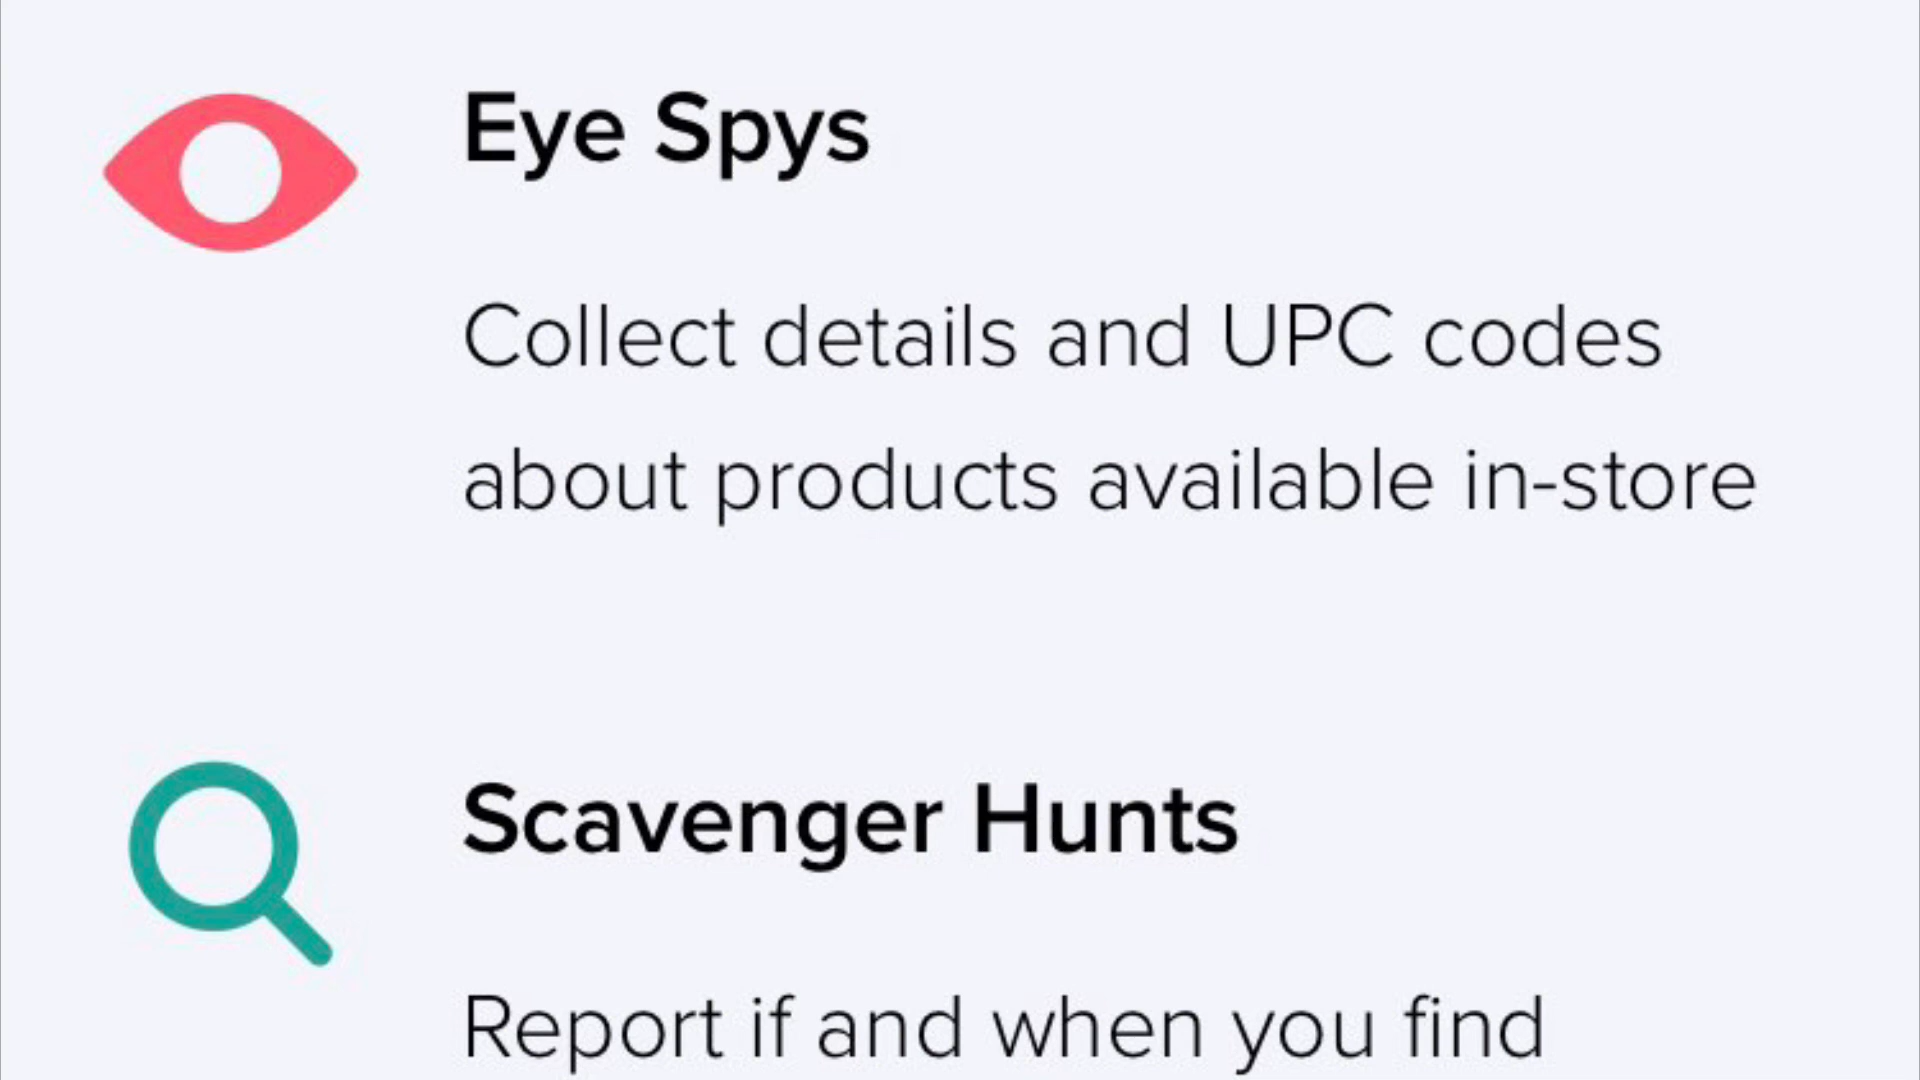 Eye Spys
Collect details and UPC codes
about products available in-store
Scavenger Hunts
Report if and when you find